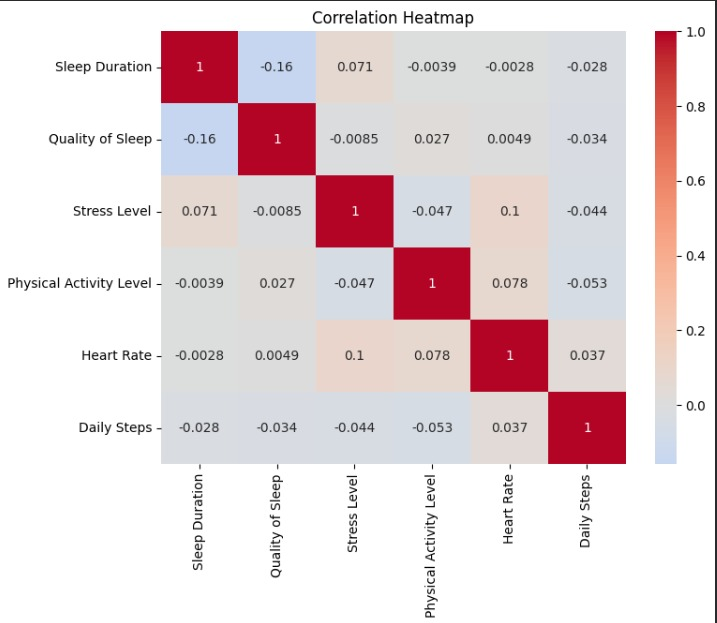 Correlation Heatmap
Sleep Duration 1 -0.16 0.071 -0.0039 -0.0028 -0.028
Quality of Sleep -0.16 1 -0.0085 0.027 0.0049 -0.034
Stress Level 0.071 -0.0085 1 -0.047 0.1 -0.044
Physical Activity Level -0.0039 0.027 -0.047 1 0.078 -0.053
Heart Rate -0.0028 0.0049 0.1 0.078 1 0.037
Daily Steps -0.028 -0.034 -0.044 -0.053 0.037 1
Sleep Duration
Quality of Sleep
Stress Level
Physical Activity Level
Heart Rate
Daily Steps
1.0
0.8
0.6
0.4
0.2
0.0